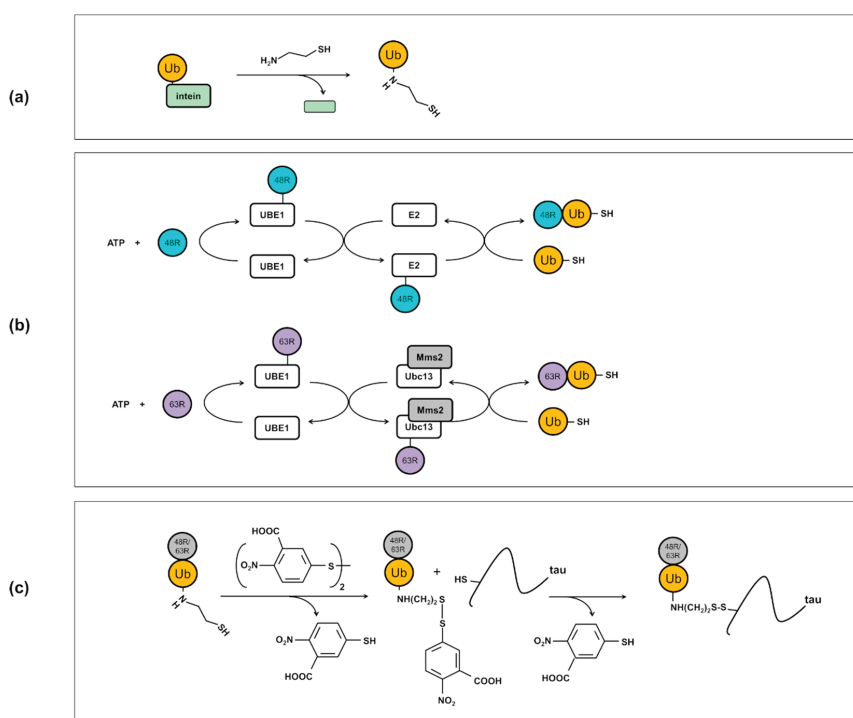 (a)
Ub
intein
H₂N
SH
Ub
N
H
SH
(b)
ATP + 48R
48R
UBE1
UBE1
E2
E2
48R
48R Ub SH
Ub SH
ATP + 63R
63R
UBE1
UBE1
Mms2
Ubc13
Mms2
Ubc13
63R
63R Ub SH
Ub SH
(c)
48R/
63R
Ub
N
H
SH
HOOC
O₂N
S
2
O₂N
SH
HOOC
48R/
63R
Ub
NH(CH₂)₂S
S
COOH
NO₂
+
HS
tau
O₂N
SH
HOOC
48R/
63R
Ub
NH(CH₂)₂S-S
tau